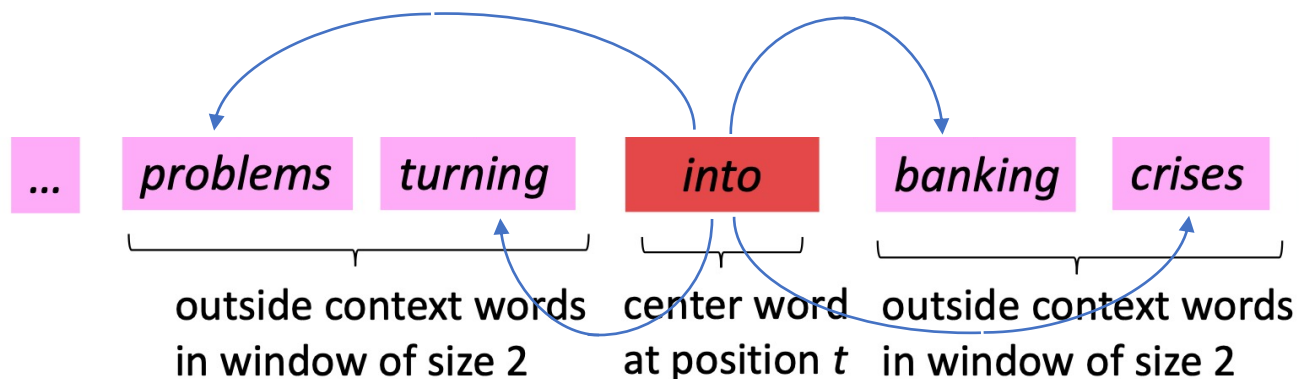 ... problems turning into banking crises
outside context words center word outside context words
in window of size 2 at position t in window of size 2